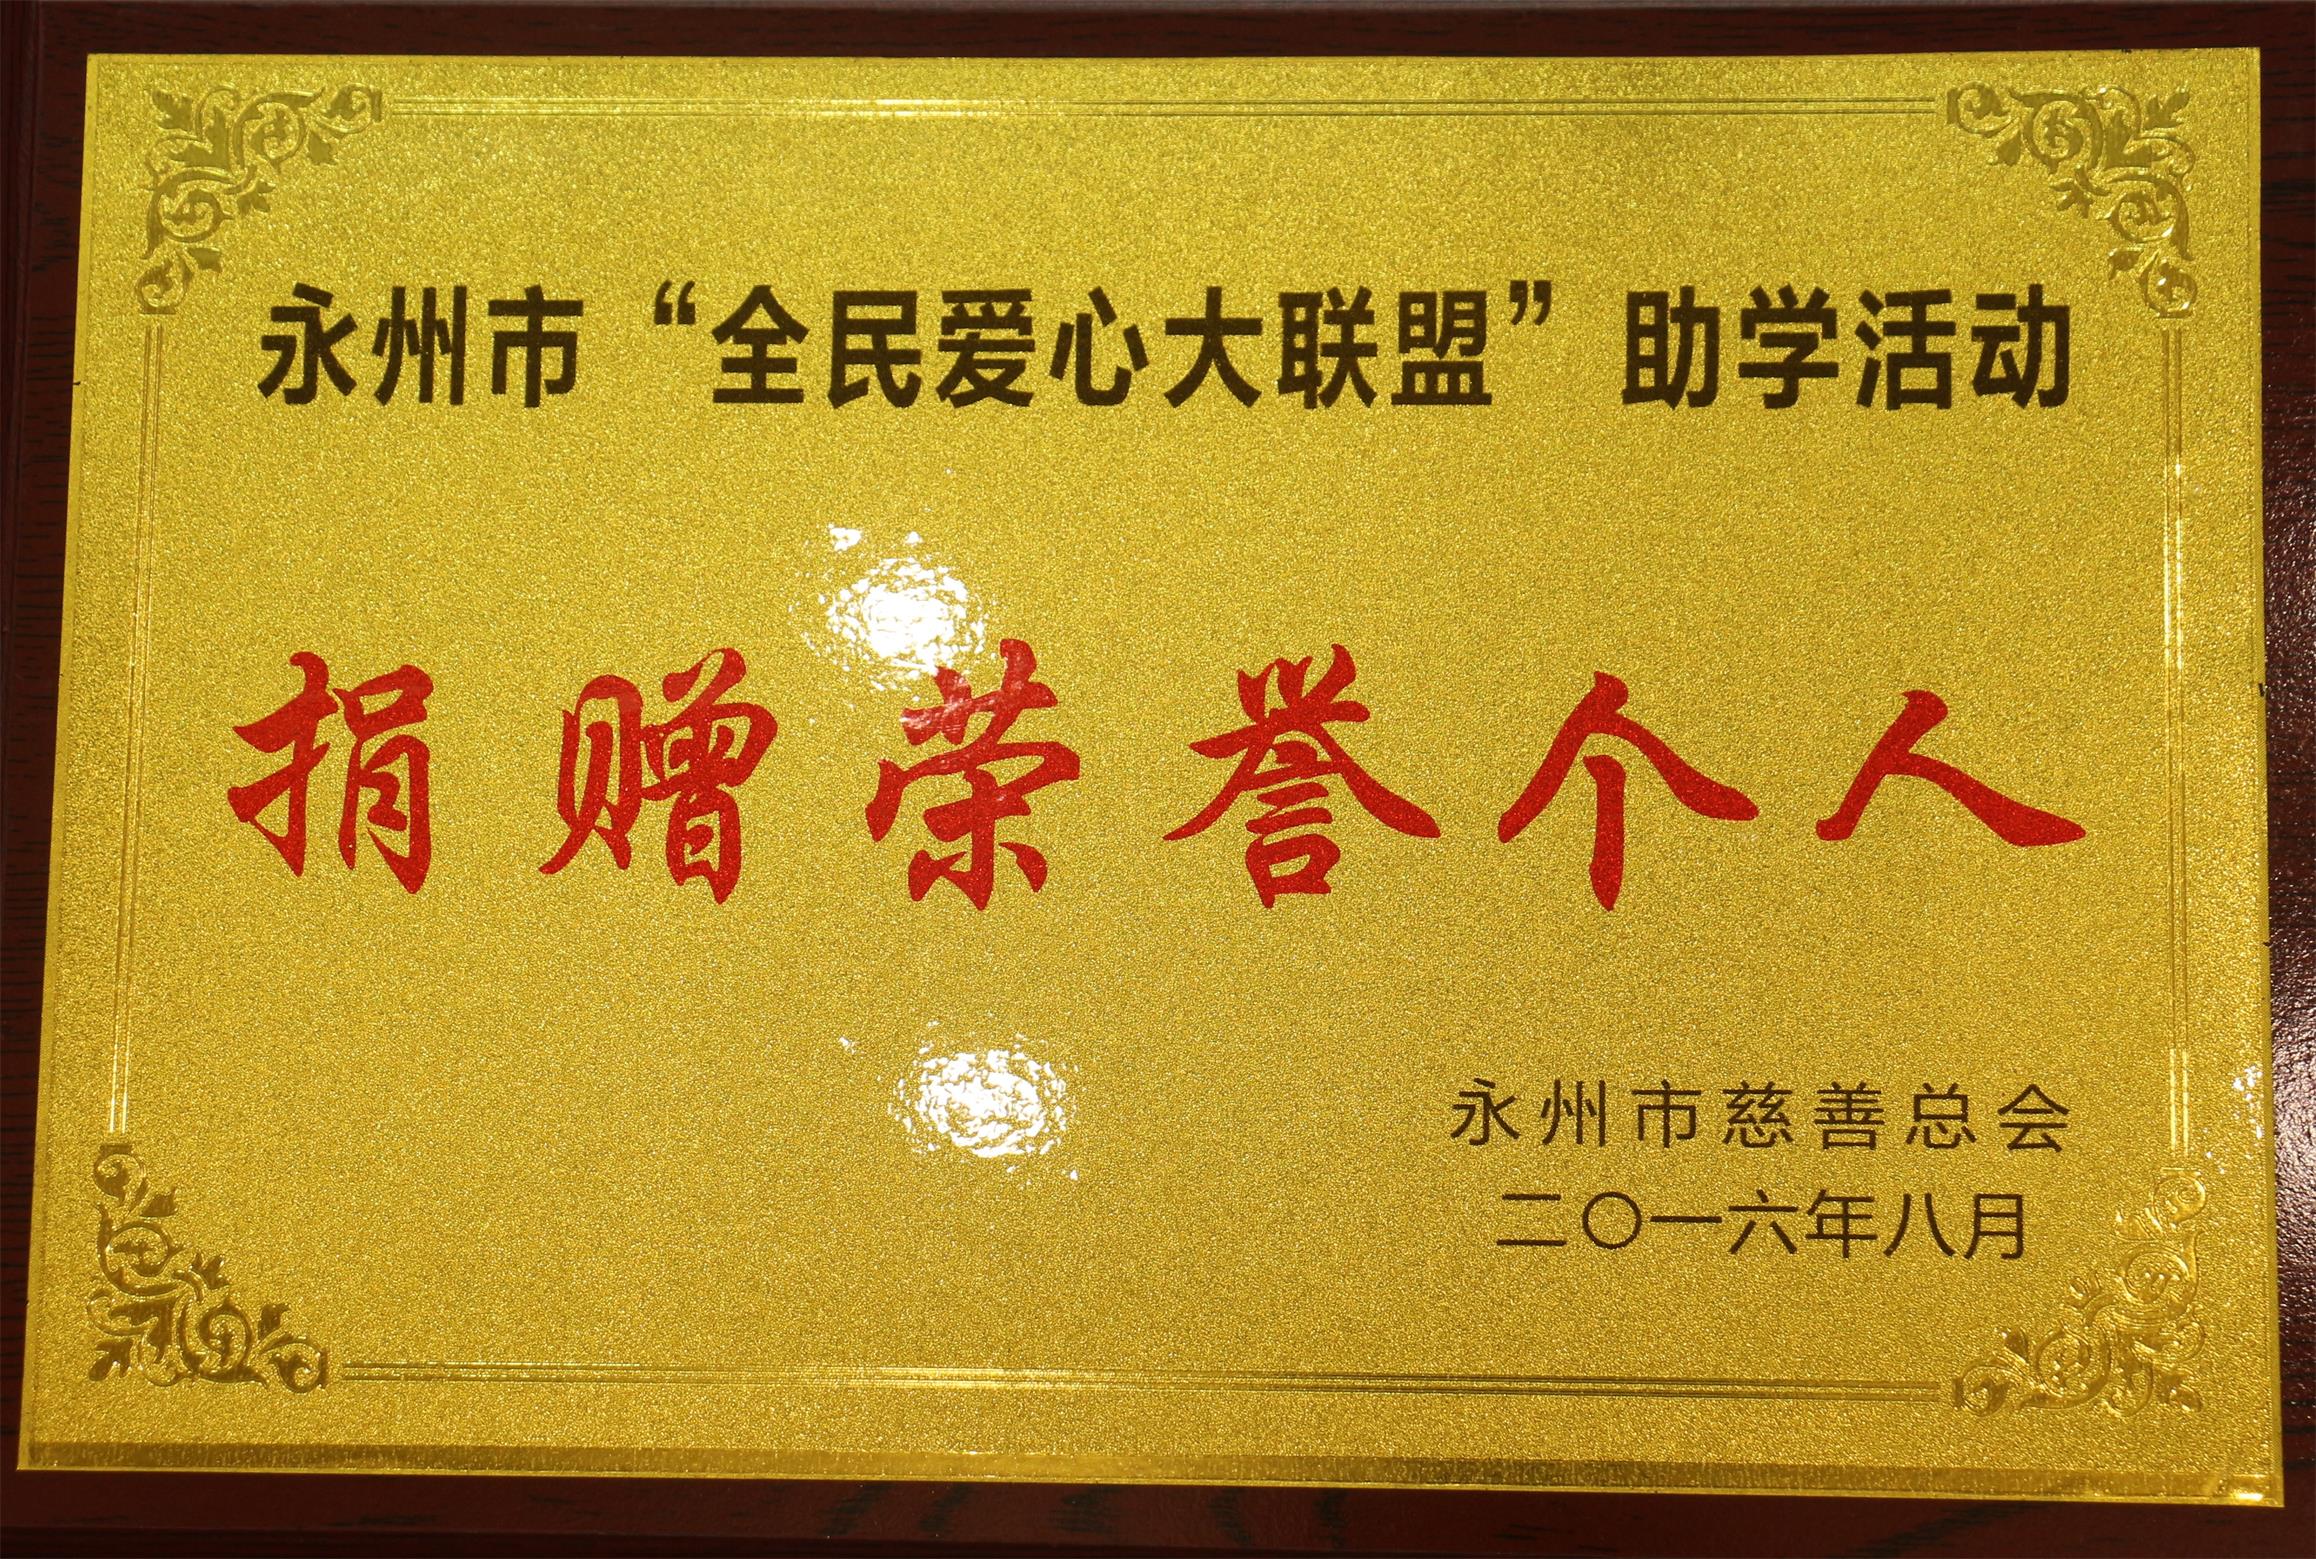 永州市“全民爱心大联盟”助学活动
捐赠荣誉个人
永州市慈善总会
二〇一六年八月